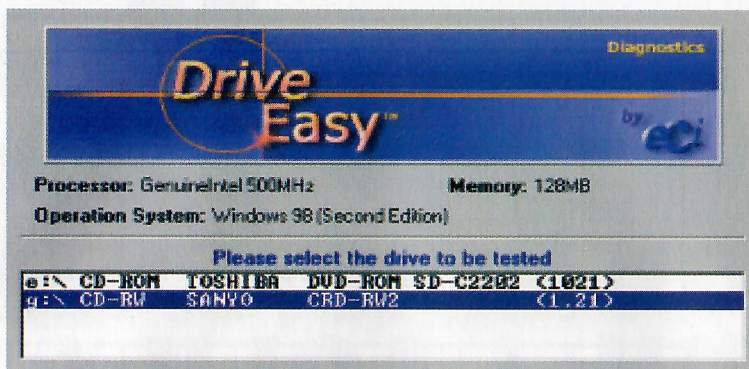 Diagnostics
Drive
Easy™
by eCi
Processor: GenuineIntel 500MHz Memory: 128MB
Operation System: Windows 98 (Second Edition)
Please select the drive to be tested
e:\ CD-ROM TOSHIBA DVD-ROM SD-C2202 (1021)
g:\ CD-RW SANYO CRD-RW2 (1.21)